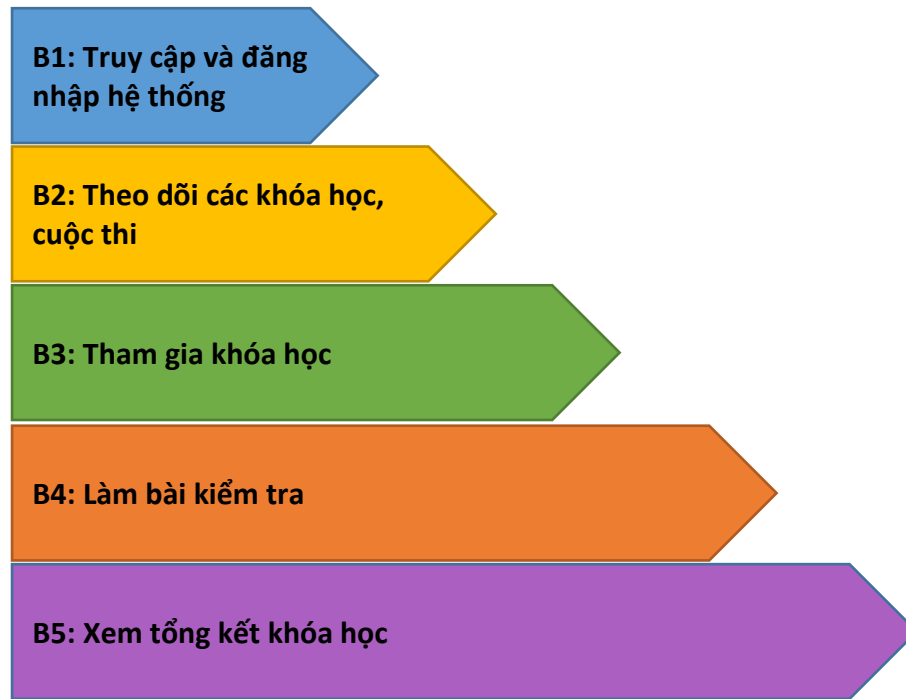 B1: Truy cập và đăng
nhập hệ thống
B2: Theo dõi các khóa học,
cuộc thi
B3: Tham gia khóa học
B4: Làm bài kiểm tra
B5: Xem tổng kết khóa học